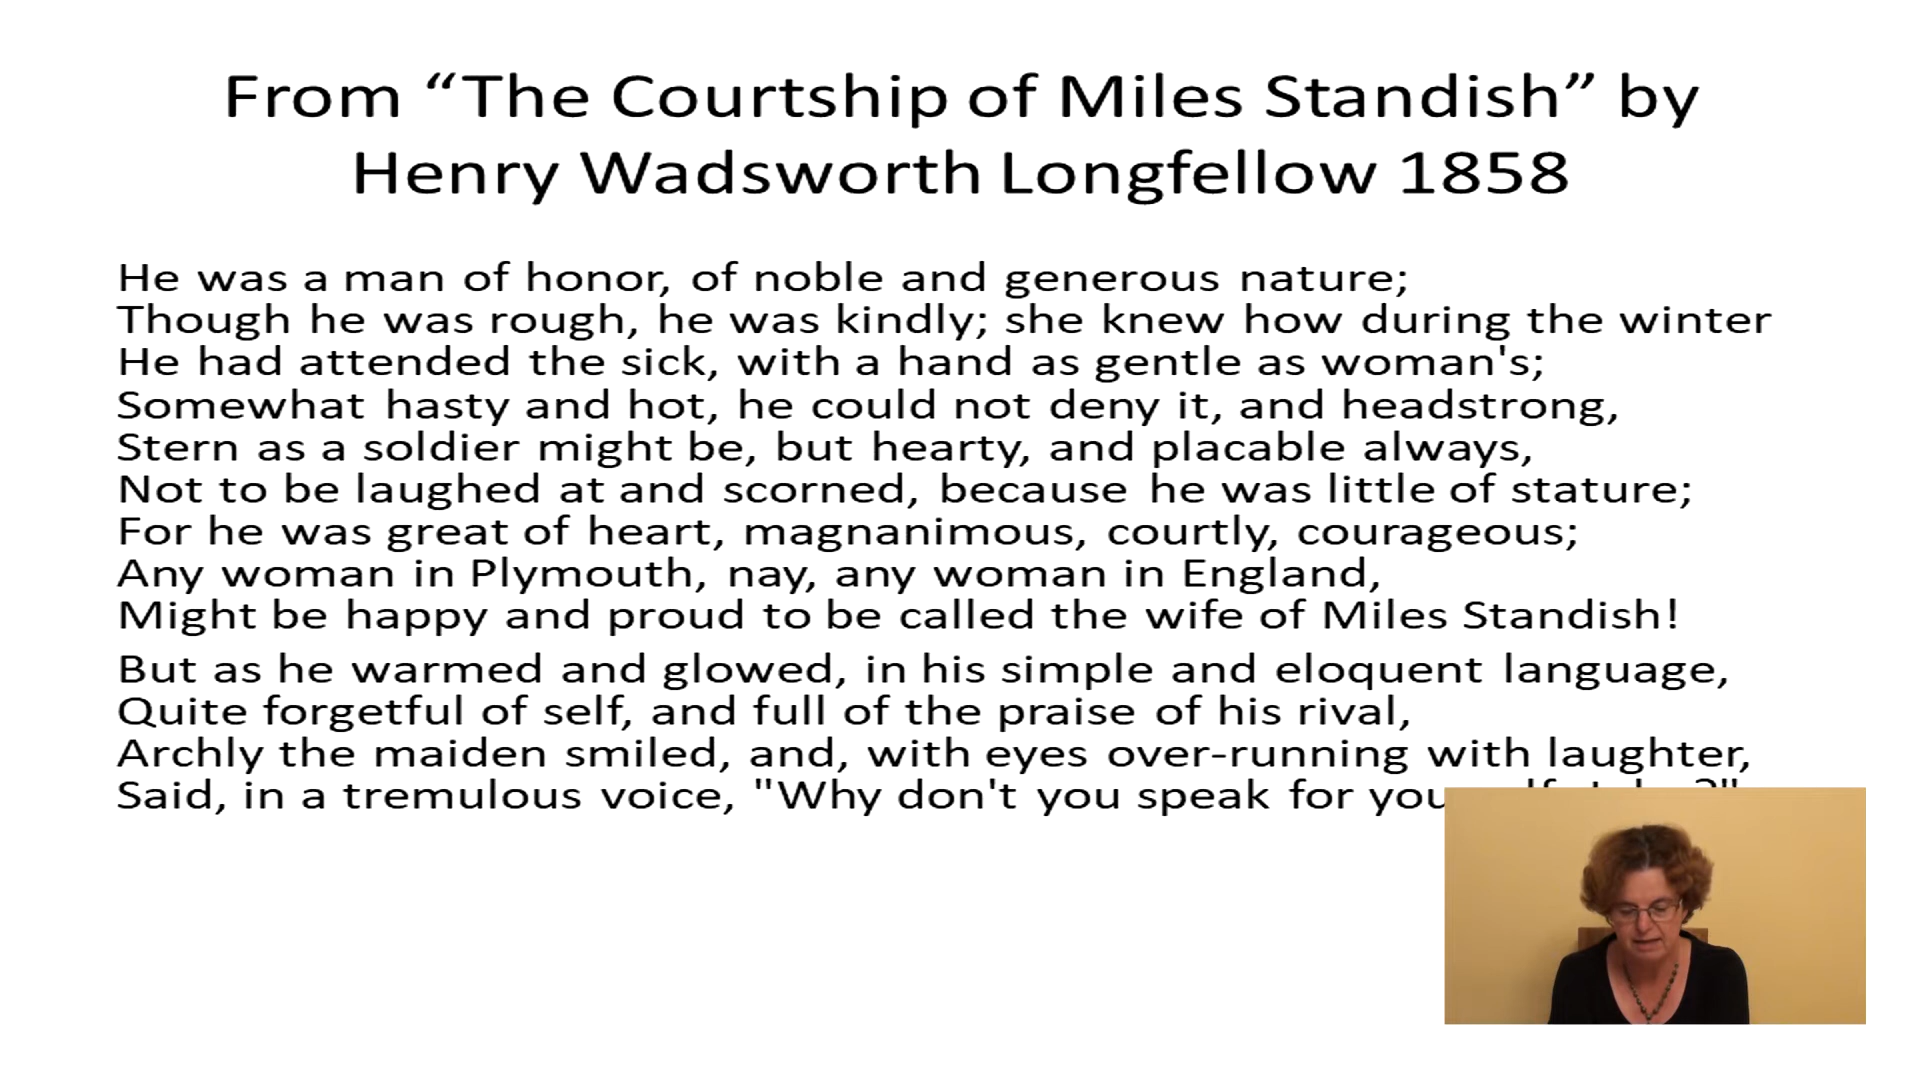 From “The Courtship of Miles Standish” by
Henry Wadsworth Longfellow 1858
He was a man of honor, of noble and generous nature;
Though he was rough, he was kindly; she knew how during the winter
He had attended the sick, with a hand as gentle as woman's;
Somewhat hasty and hot, he could not deny it, and headstrong,
Stern as a soldier might be, but hearty, and placable always,
Not to be laughed at and scorned, because he was little of stature;
For he was great of heart, magnanimous, courtly, courageous;
Any woman in Plymouth, nay, any woman in England,
Might be happy and proud to be called the wife of Miles Standish!
But as he warmed and glowed, in his simple and eloquent language,
Quite forgetful of self, and full of the praise of his rival,
Archly the maiden smiled, and, with eyes over-running with laughter,
Said, in a tremulous voice, "Why don't you speak for